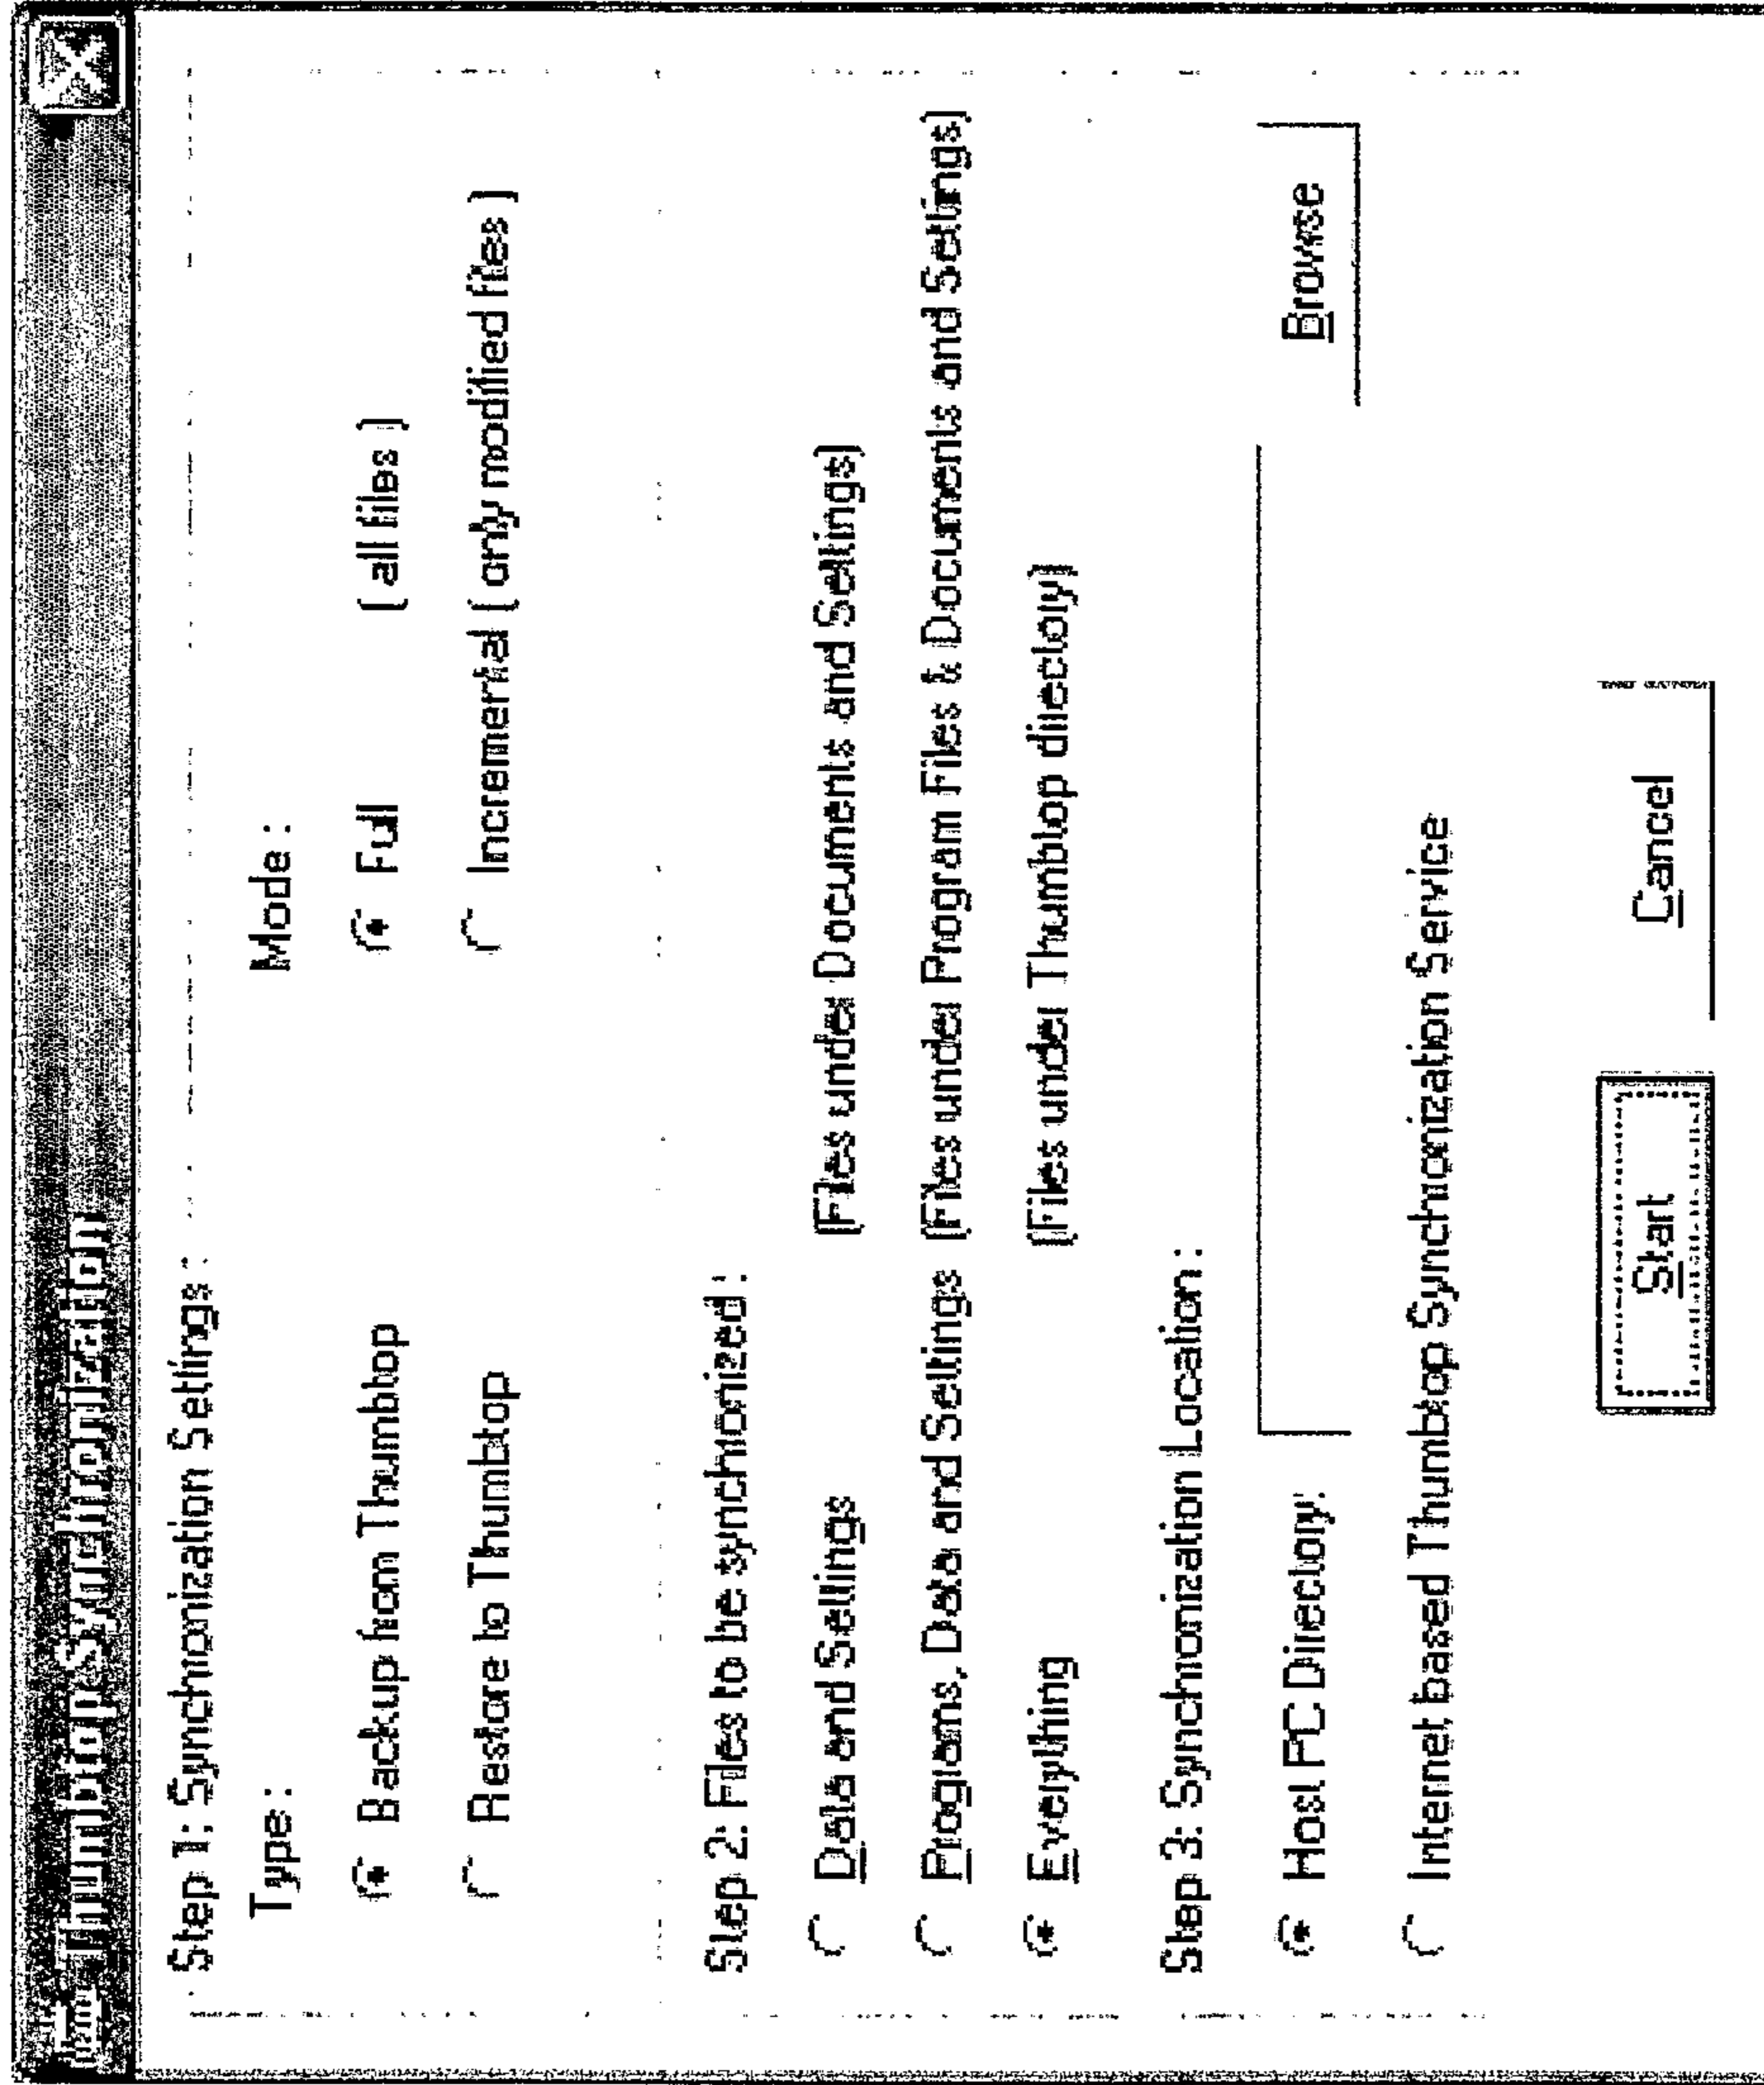 Thumbtop Synchronization
Step 1: Synchronization Settings :
Type : Mode :
Backup from Thumbtop Full ( all files )
Restore to Thumbtop Incremental ( only modified files )
Step 2: Files to be synchronized :
Data and Settings (Files under Documents and Settings)
Programs, Data and Settings (Files under Program Files & Documents and Settings)
Everything (Files under Thumbtop directory)
Step 3: Synchronization Location :
Host PC Directory: Browse
Internet based Thumbtop Synchronization Service
Start Cancel